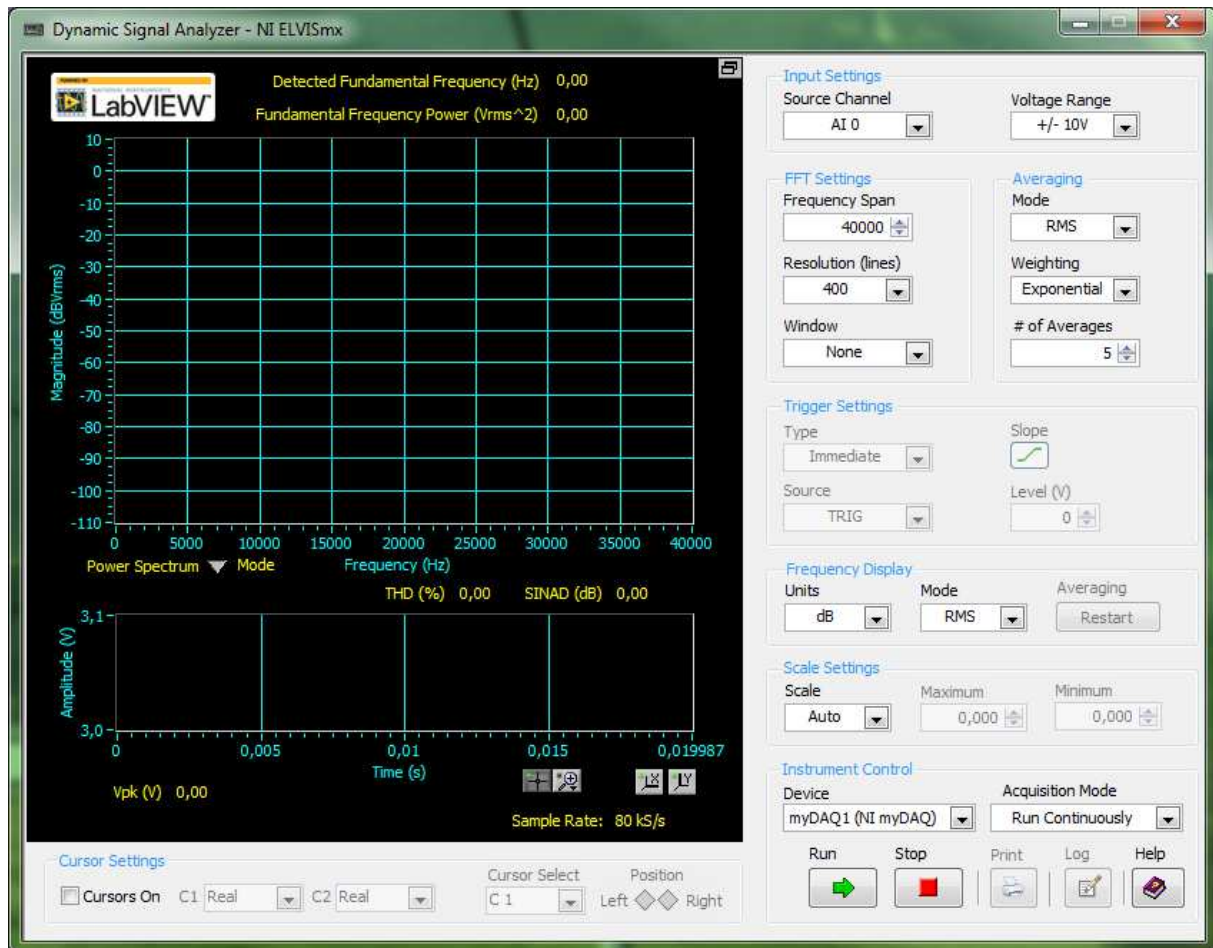 Dynamic Signal Analyzer - NI ELVISmx
LabVIEW
Detected Fundamental Frequency (Hz) 0,00
Fundamental Frequency Power (Vrms^2) 0,00
Magnitude (dBVrms)
10
0
-10
-20
-30
-40
-50
-60
-70
-80
-90
-100
-110
0 5000 10000 15000 20000 25000 30000 35000 40000
Power Spectrum Mode Frequency (Hz)
THD (%) 0,00 SINAD (dB) 0,00
Amplitude (V)
3,1
3,0
0 0,005 0,01 0,015 0,019987
Time (s)
Vpk (V) 0,00
Sample Rate: 80 kS/s
Cursor Settings
Cursors On C1 Real C2 Real
Cursor Select
C 1
Position
Left Right
Input Settings
Source Channel Voltage Range
AI 0 +/- 10V
FFT Settings
Frequency Span
40000
Resolution (lines)
400
Window
None
Averaging
Mode
RMS
Weighting
Exponential
# of Averages
5
Trigger Settings
Type Slope
Immediate
Source Level (V)
TRIG 0
Frequency Display
Units Mode Averaging
dB RMS Restart
Scale Settings
Scale Maximum Minimum
Auto 0,000 0,000
Instrument Control
Device Acquisition Mode
myDAQ1 (NI myDAQ) Run Continuously
Run Stop Print Log Help